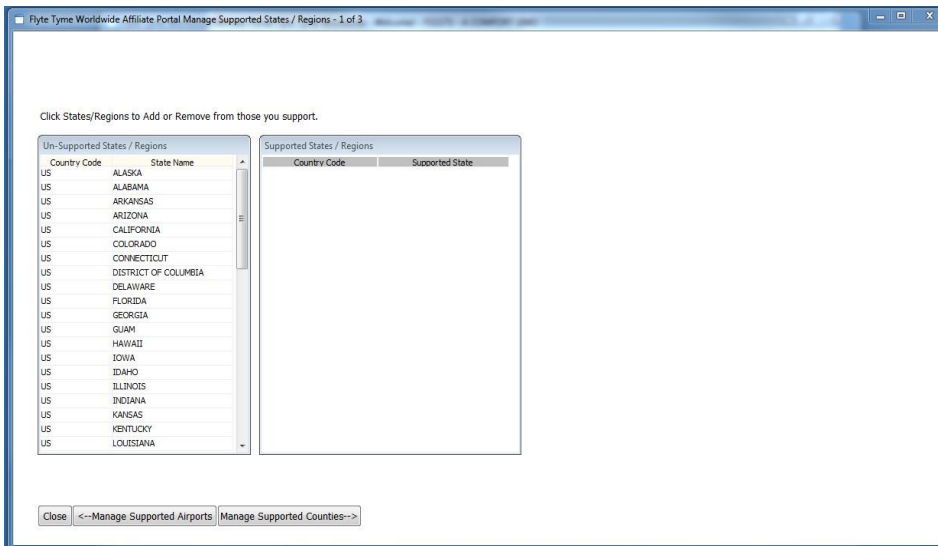 Flyte Tyme Worldwide Affiliate Portal Manage Supported States / Regions - 1 of 3
Click States/Regions to Add or Remove from those you support.
Un-Supported States / Regions
Country Code State Name
US ALASKA
US ALABAMA
US ARKANSAS
US ARIZONA
US CALIFORNIA
US COLORADO
US CONNECTICUT
US DISTRICT OF COLUMBIA
US DELAWARE
US FLORIDA
US GEORGIA
US GUAM
US HAWAII
US IOWA
US IDAHO
US ILLINOIS
US INDIANA
US KANSAS
US KENTUCKY
US LOUISIANA
Supported States / Regions
Country Code Supported State
Close <--Manage Supported Airports Manage Supported Counties-->